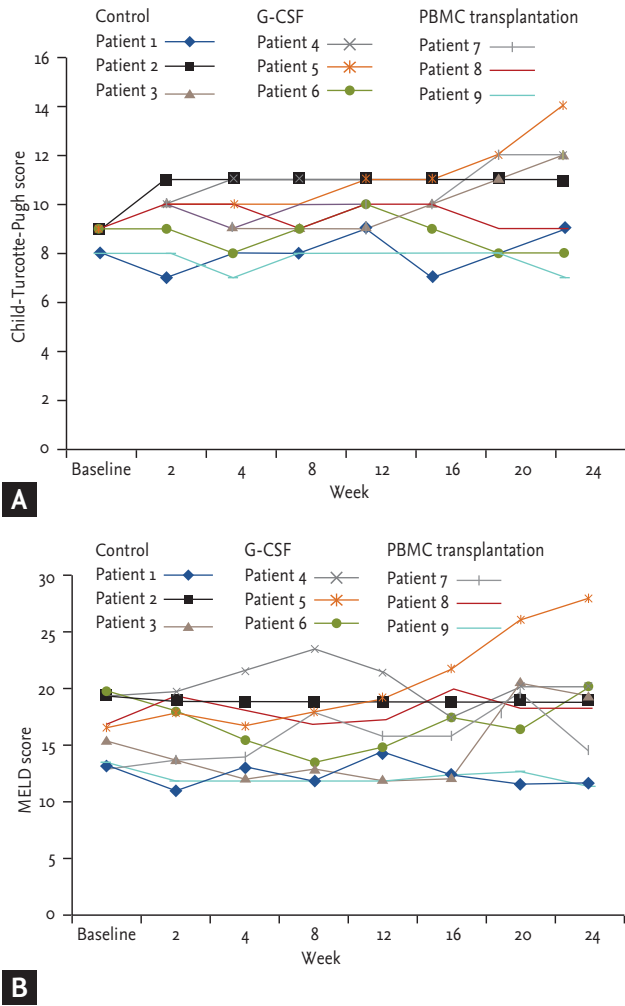 Control G-CSF PBMC transplantation
Patient 1 Patient 4 Patient 7
Patient 2 Patient 5 Patient 8
Patient 3 Patient 6 Patient 9
Child-Turcotte-Pugh score
16
14
12
10
8
6
4
2
0
Baseline 2 4 8 12 16 20 24
Week
A
Control G-CSF PBMC transplantation
Patient 1 Patient 4 Patient 7
Patient 2 Patient 5 Patient 8
Patient 3 Patient 6 Patient 9
MELD score
30
25
20
15
10
5
0
Baseline 2 4 8 12 16 20 24
Week
B